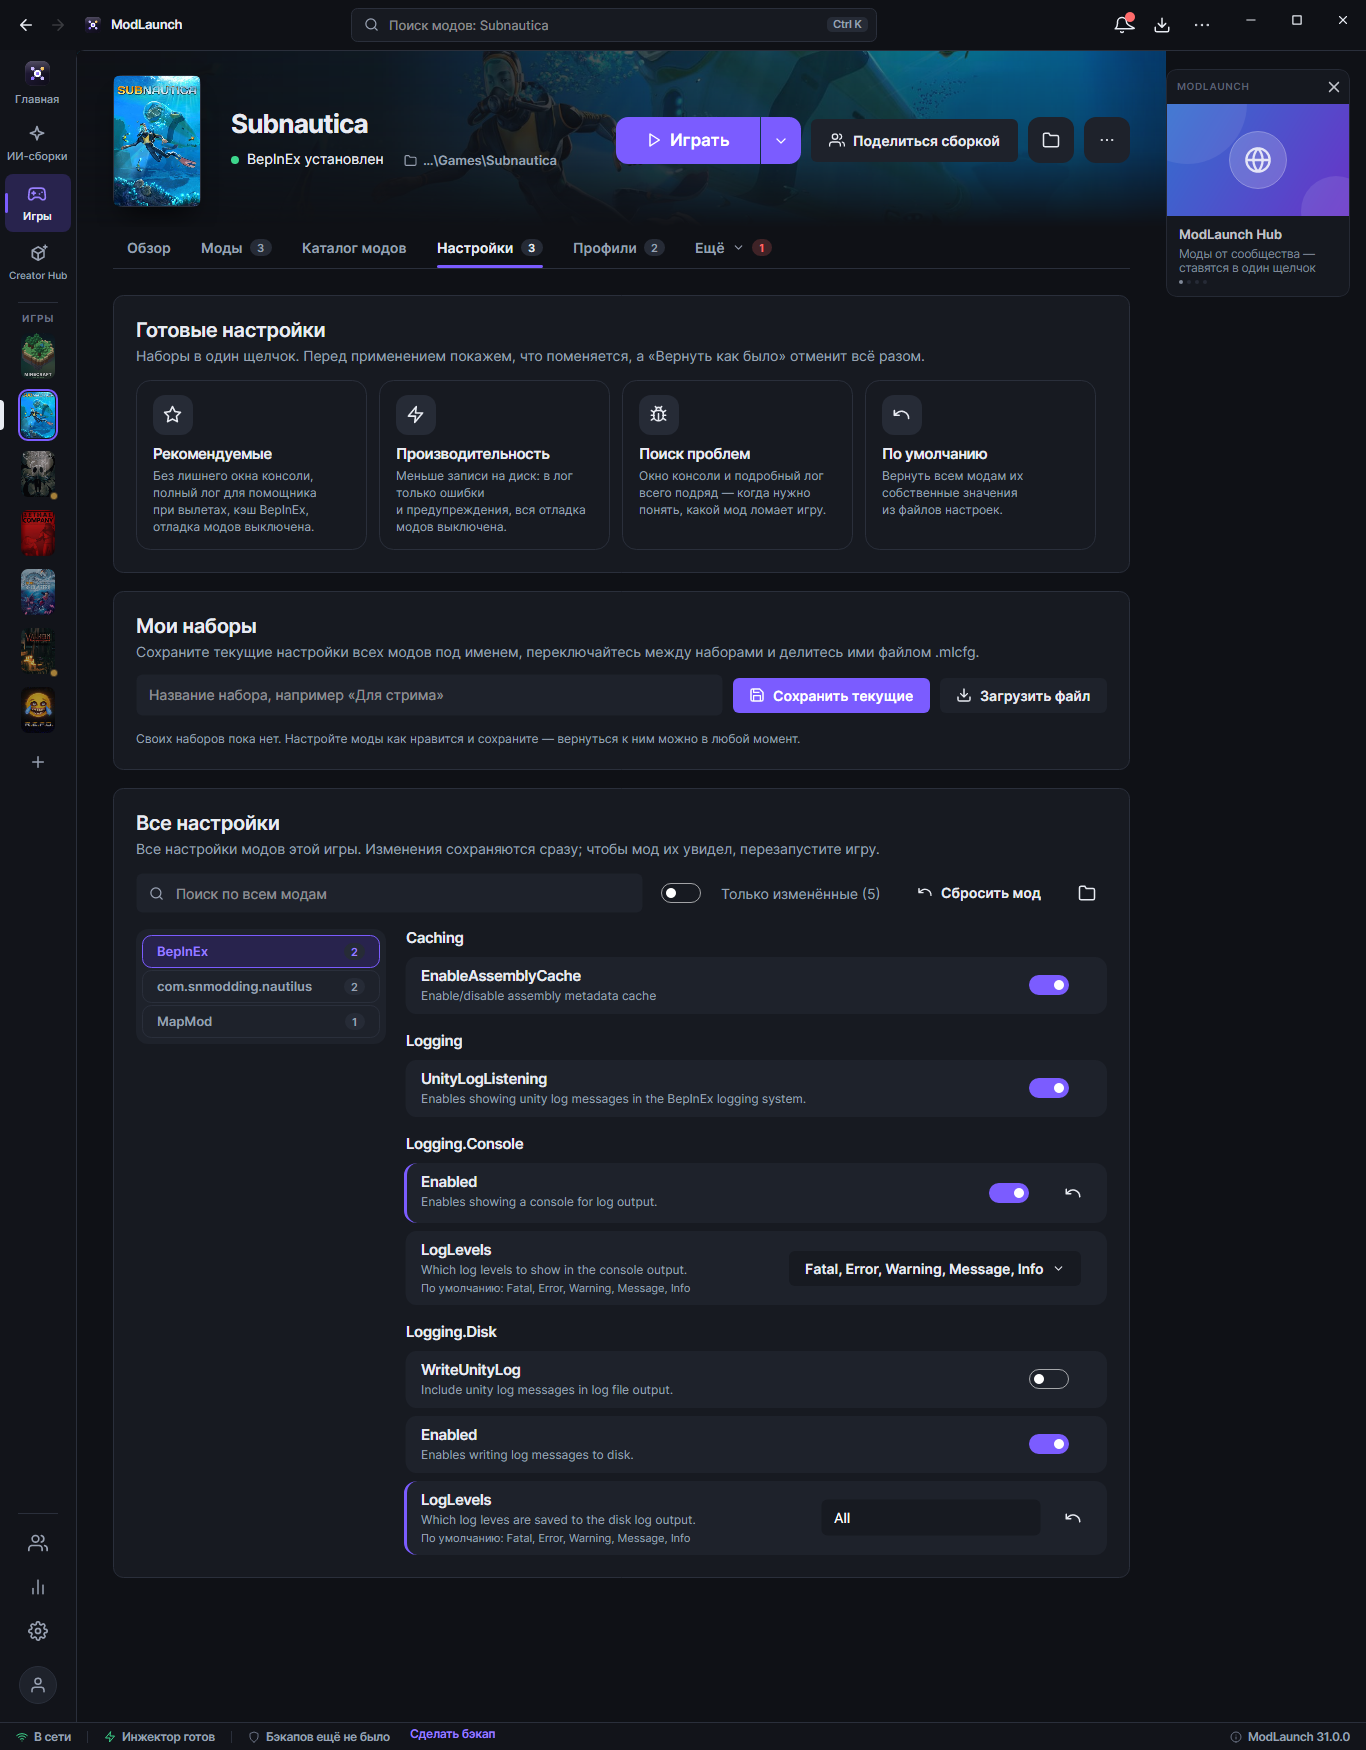 ModLaunch
Поиск модов: Subnautica
Ctrl K
Главная
ИИ-сборки
Игры
Creator Hub
ИГРЫ
SUBNAUTICA
Subnautica
BepInEx установлен
...\Games\Subnautica
Играть
Поделиться сборкой
MODLAUNCH
ModLaunch Hub
Моды от сообщества —
ставятся в один щелчок
Обзор
Моды 3
Каталог модов
Настройки 3
Профили 2
Ещё 1
Готовые настройки
Наборы в один щелчок. Перед применением покажем, что поменяется, а «Вернуть как было» отменит всё разом.
Рекомендуемые
Без лишнего окна консоли,
полный лог для помощника
при вылетах, кэш BepInEx,
отладка модов выключена.
Производительность
Меньше записи на диск: в лог
только ошибки
и предупреждения, вся отладка
модов выключена.
Поиск проблем
Окно консоли и подробный лог
всего подряд — когда нужно
понять, какой мод ломает игру.
По умолчанию
Вернуть всем модам их
собственные значения
из файлов настроек.
Мои наборы
Сохраните текущие настройки всех модов под именем, переключайтесь между наборами и делитесь ими файлом .mlcfg.
Название набора, например «Для стрима»
Сохранить текущие
Загрузить файл
Своих наборов пока нет. Настройте моды как нравится и сохраните — вернуться к ним можно в любой момент.
Все настройки
Все настройки модов этой игры. Изменения сохраняются сразу; чтобы мод их увидел, перезапустите игру.
Поиск по всем модам
Только изменённые (5)
Сбросить мод
BepInEx 2
com.snmodding.nautilus 2
MapMod 1
Caching
EnableAssemblyCache
Enable/disable assembly metadata cache
Logging
UnityLogListening
Enables showing unity log messages in the BepInEx logging system.
Logging.Console
Enabled
Enables showing a console for log output.
LogLevels
Which log levels to show in the console output.
По умолчанию: Fatal, Error, Warning, Message, Info
Fatal, Error, Warning, Message, Info
Logging.Disk
WriteUnityLog
Include unity log messages in log file output.
Enabled
Enables writing log messages to disk.
LogLevels
Which log leves are saved to the disk log output.
По умолчанию: Fatal, Error, Warning, Message, Info
All
В сети
Инжектор готов
Бэкапов ещё не было
Сделать бэкап
ModLaunch 31.0.0